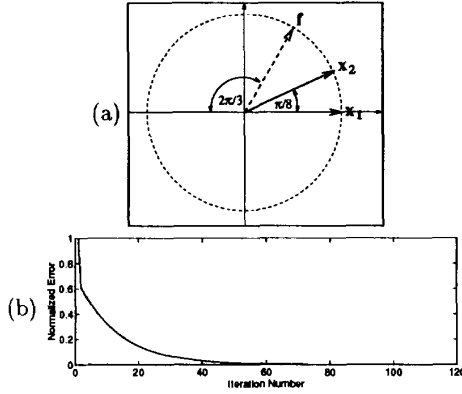 (a)
f
x2
2π/3
π/8
x1
(b)
Normalized Error
1
0.8
0.6
0.4
0.2
0
0 20 40 60 80 100 120
Iteration Number